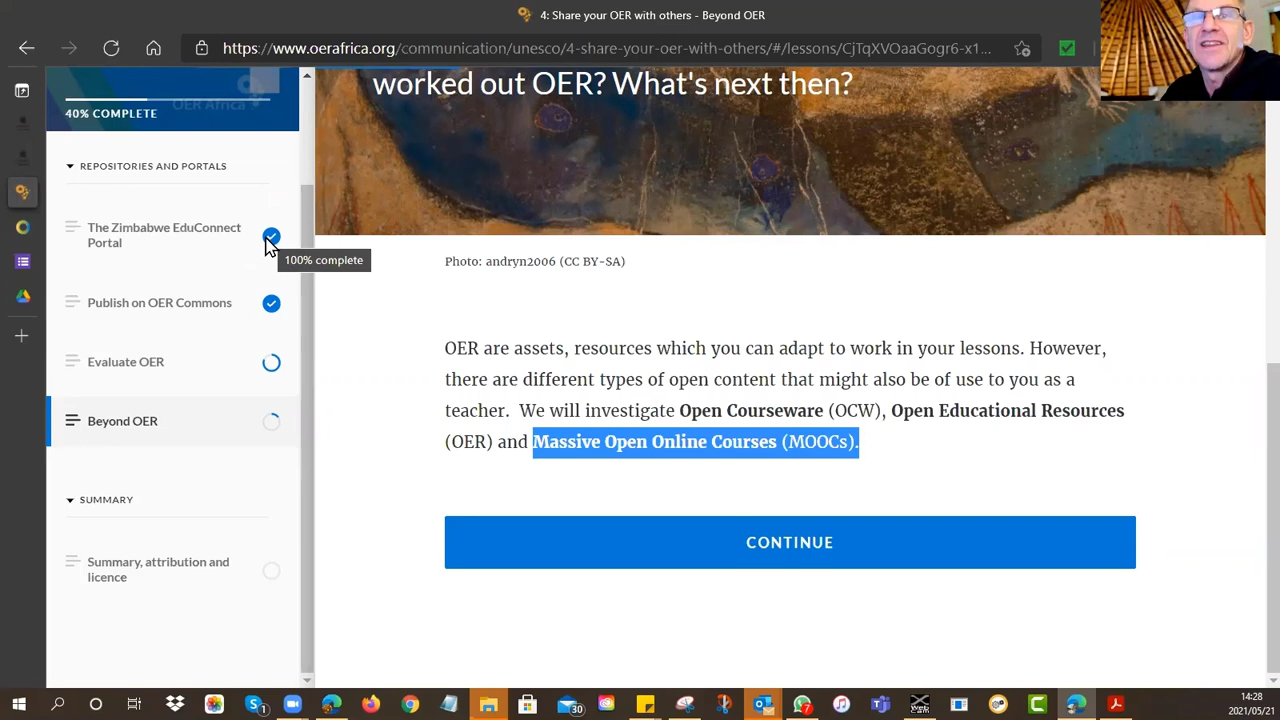 4: Share your OER with others - Beyond OER
https://www.oerafrica.org/communication/unesco/4-share-your-oer-with-others/#/lessons/CjTqXVOaaGogr6-x1...
OER Africa
40% COMPLETE
REPOSITORIES AND PORTALS
The Zimbabwe EduConnect
Portal
100% complete
Publish on OER Commons
Evaluate OER
Beyond OER
SUMMARY
Summary, attribution and
licence
worked out OER? What's next then?
Photo: andryn2006 (CC BY-SA)
OER are assets, resources which you can adapt to work in your lessons. However,
there are different types of open content that might also be of use to you as a
teacher. We will investigate Open Courseware (OCW), Open Educational Resources
(OER) and Massive Open Online Courses (MOOCs).
CONTINUE
1
30
7
14:28
2021/05/21